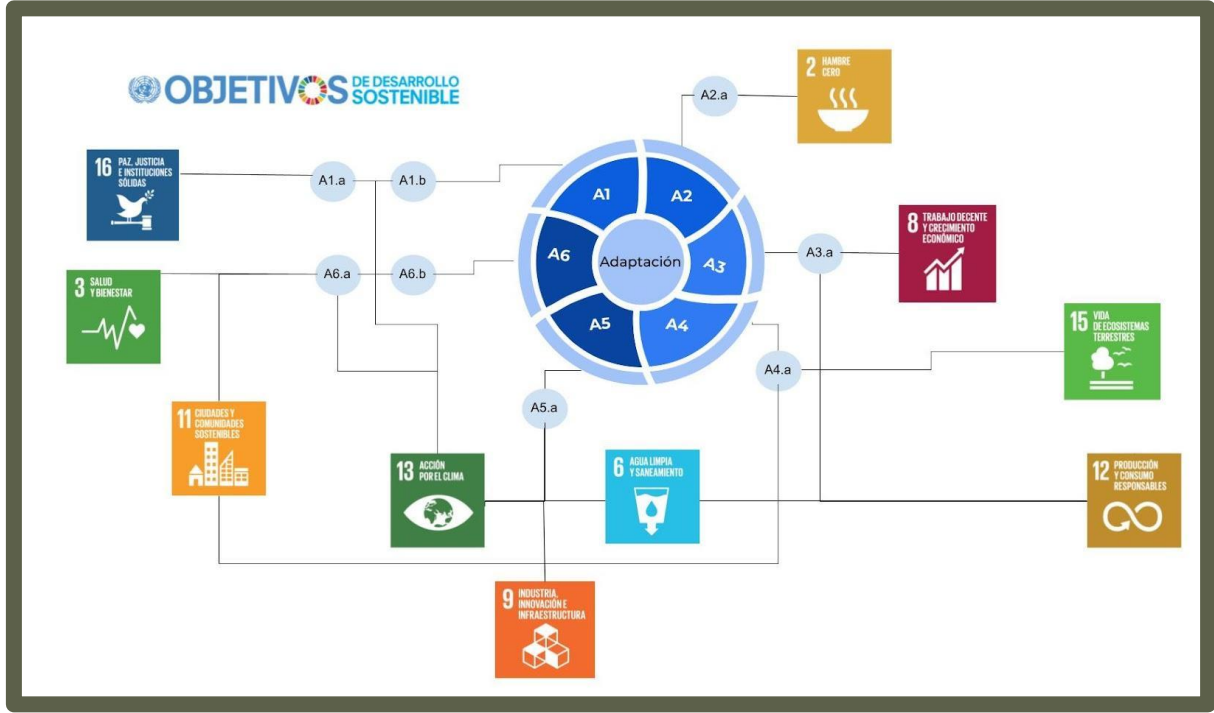 OBJETIVOS DE DESARROLLO
SOSTENIBLE
2 HAMBRE
CERO
A2.a
16 PAZ, JUSTICIA
E INSTITUCIONES
SÓLIDAS
A1.a
A1.b
A1
A2
A3
A4
A5
A6
Adaptación
8 TRABAJO DECENTE
Y CRECIMIENTO
ECONÓMICO
A3.a
3 SALUD
Y BIENESTAR
A6.a
A6.b
15 VIDA
DE ECOSISTEMAS
TERRESTRES
A4.a
A5.a
11 CIUDADES Y
COMUNIDADES
SOSTENIBLES
13 ACCIÓN
POR EL CLIMA
6 AGUA LIMPIA
Y SANEAMIENTO
12 PRODUCCIÓN
Y CONSUMO
RESPONSABLES
9 INDUSTRIA,
INNOVACIÓN E
INFRAESTRUCTURA